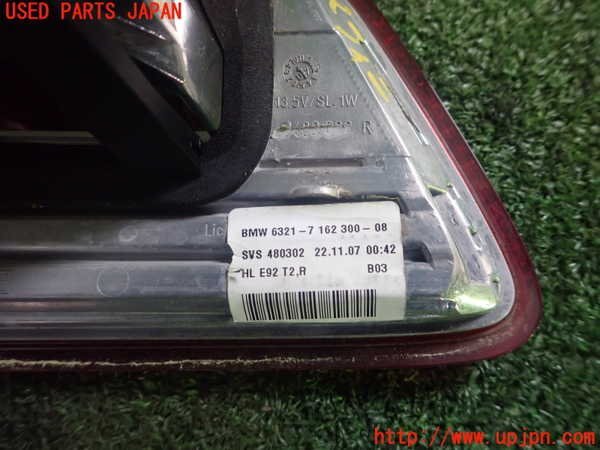 USED PARTS JAPAN
13.5V/SL.1W
R
Lic
BMW 6321-7 162 300-08
SVS 480302 22.11.07 00:42
HL E92 T2,R B03
http://www.upjpn.com/